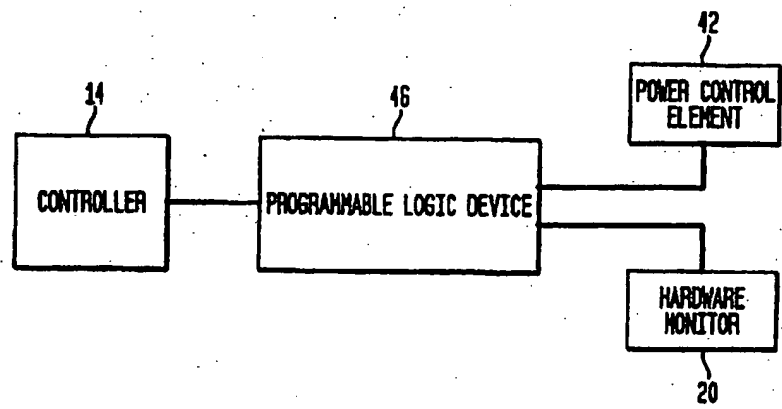 42
POWER CONTROL
ELEMENT
14
46
CONTROLLER
PROGRAMMABLE LOGIC DEVICE
HARDWARE
MONITOR
20